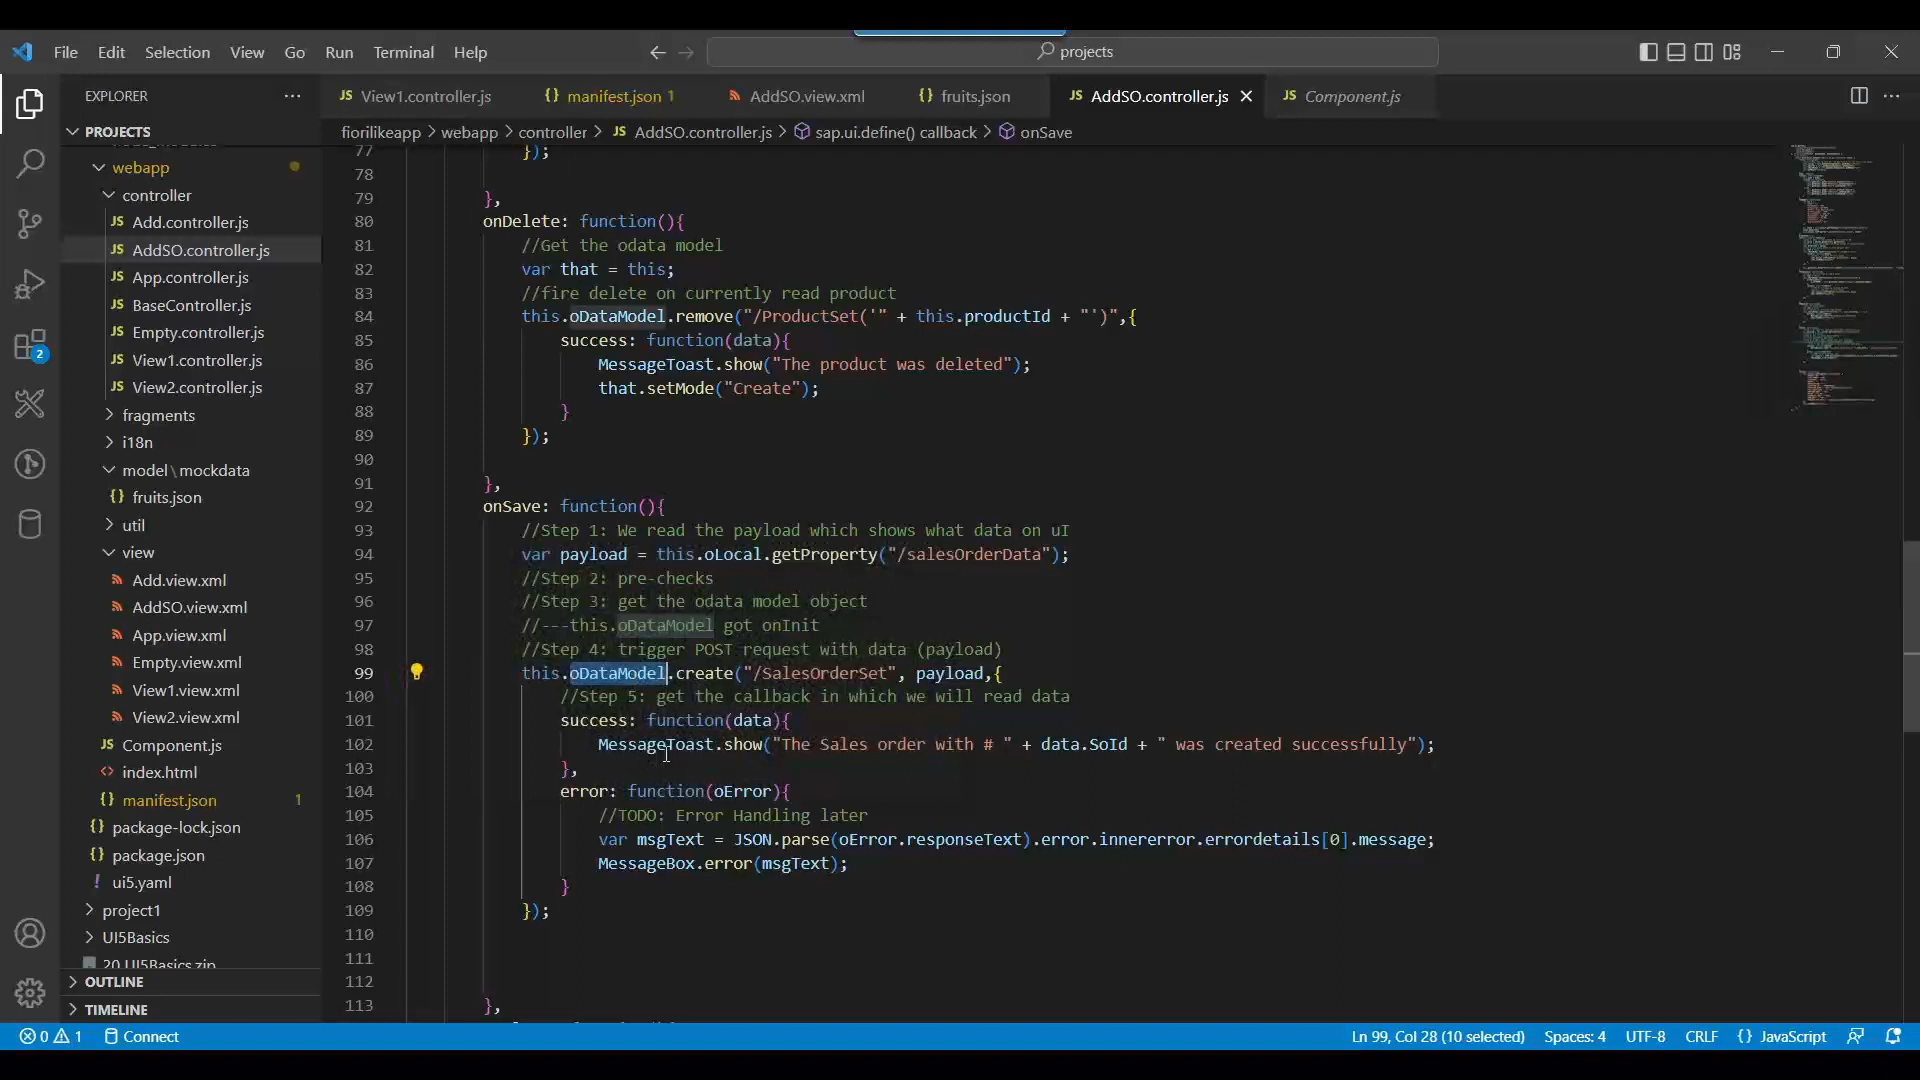 File Edit Selection View Go Run Terminal Help
projects
EXPLORER
View1.controller.js
manifest.json 1
AddSO.view.xml
fruits.json
AddSO.controller.js
Component.js
PROJECTS
fiorilikeapp > webapp > controller > JS AddSO.controller.js > sap.ui.define() callback > onSave
webapp
controller
JS Add.controller.js
JS AddSO.controller.js
JS App.controller.js
JS BaseController.js
JS Empty.controller.js
JS View1.controller.js
JS View2.controller.js
fragments
i18n
model\mockdata
fruits.json
util
view
Add.view.xml
AddSO.view.xml
App.view.xml
Empty.view.xml
View1.view.xml
View2.view.xml
JS Component.js
<> index.html
{} manifest.json 1
{} package-lock.json
{} package.json
! ui5.yaml
project1
UI5Basics
20 UI5Basics.zip
OUTLINE
TIMELINE
2
77 });
78
79 },
80 onDelete: function(){
81 //Get the odata model
82 var that = this;
83 //fire delete on currently read product
84 this.oDataModel.remove("/ProductSet('" + this.productId + "')",{
85 success: function(data){
86 MessageToast.show("The product was deleted");
87 that.setMode("Create");
88 }
89 });
90
91 },
92 onSave: function(){
93 //Step 1: We read the payload which shows what data on uI
94 var payload = this.oLocal.getProperty("/salesOrderData");
95 //Step 2: pre-checks
96 //Step 3: get the odata model object
97 //---this.oDataModel got onInit
98 //Step 4: trigger POST request with data (payload)
99 this.oDataModel.create("/SalesOrderSet", payload,{
100 //Step 5: get the callback in which we will read data
101 success: function(data){
102 MessageToast.show("The Sales order with # " + data.SoId + " was created successfully");
103 },
104 error: function(oError){
105 //TODO: Error Handling later
106 var msgText = JSON.parse(oError.responseText).error.innererror.errordetails[0].message;
107 MessageBox.error(msgText);
108 }
109 });
110
111
112
113 },
0 1 Connect
Ln 99, Col 28 (10 selected) Spaces: 4 UTF-8 CRLF {} JavaScript